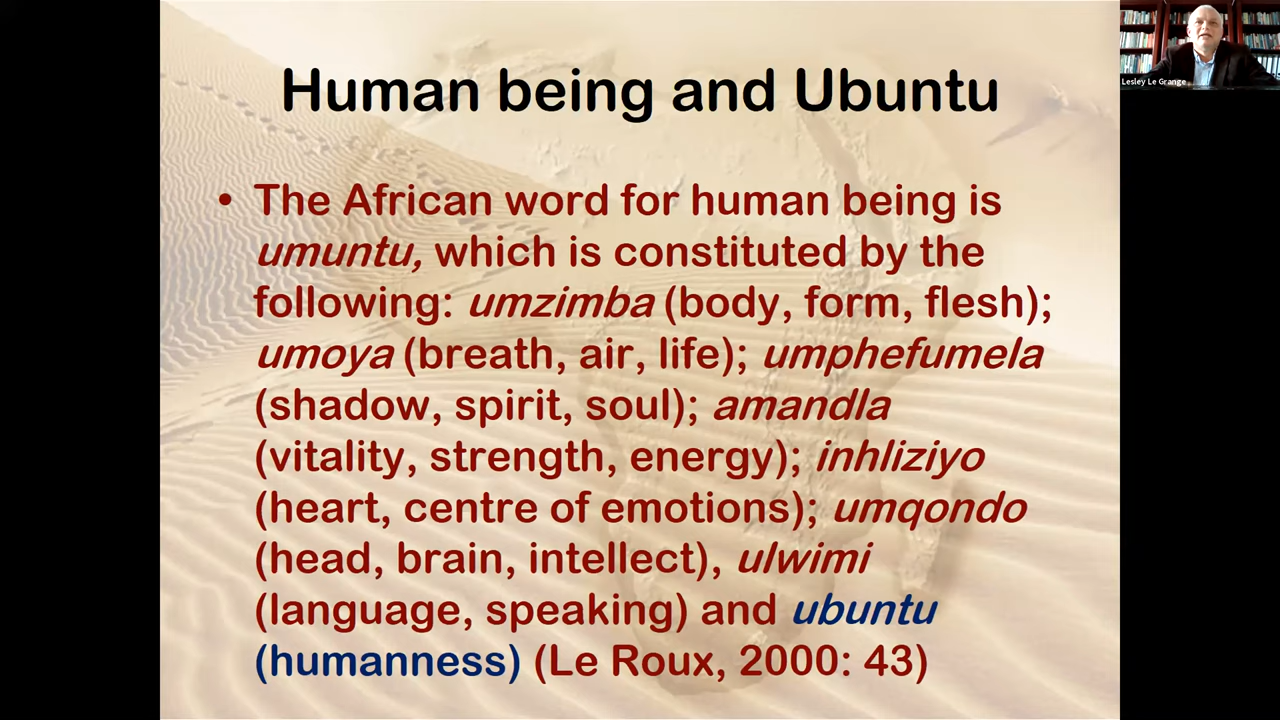 Human being and Ubuntu
• The African word for human being is
umuntu, which is constituted by the
following: umzimba (body, form, flesh);
umoya (breath, air, life); umphefumela
(shadow, spirit, soul); amandla
(vitality, strength, energy); inhliziyo
(heart, centre of emotions); umqondo
(head, brain, intellect), ulwimi
(language, speaking) and ubuntu
(humanness) (Le Roux, 2000: 43)
Lesley Le Grange